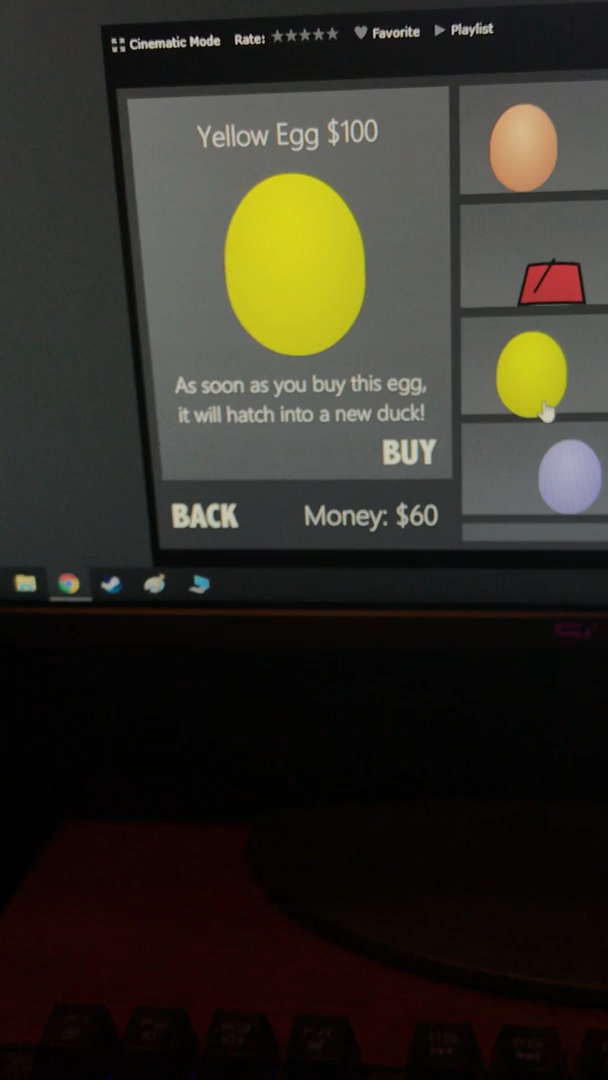 Cinematic Mode Rate: Favorite Playlist
Yellow Egg $100
As soon as you buy this egg,
it will hatch into a new duck!
BUY
BACK Money: $60